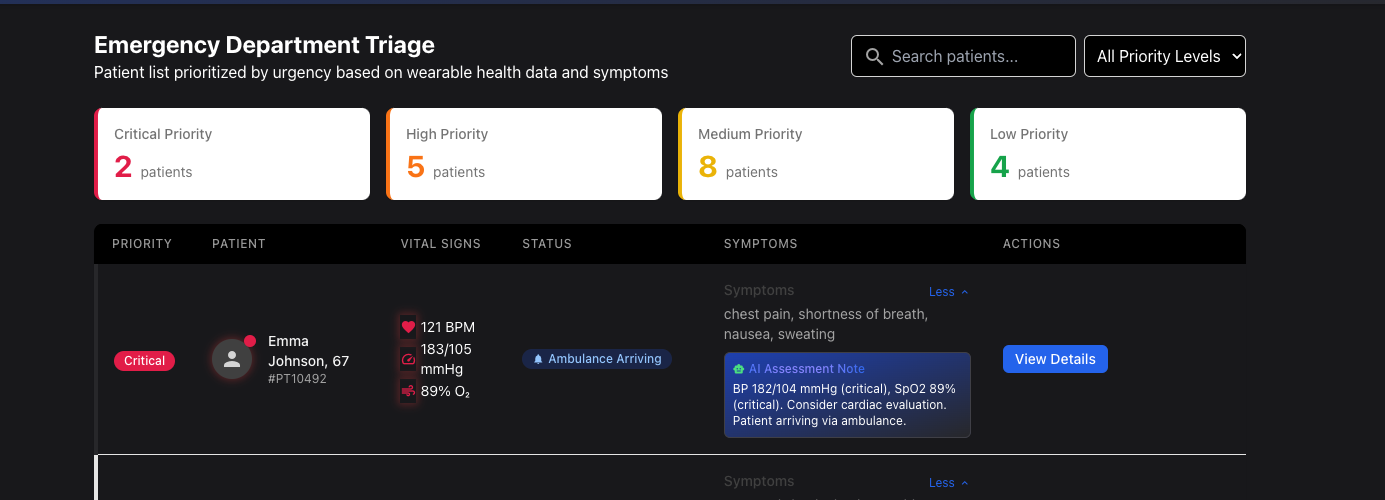 Emergency Department Triage
Patient list prioritized by urgency based on wearable health data and symptoms
Search patients...
All Priority Levels
Critical Priority
2 patients
High Priority
5 patients
Medium Priority
8 patients
Low Priority
4 patients
PRIORITY PATIENT VITAL SIGNS STATUS SYMPTOMS ACTIONS
Critical
Emma
Johnson, 67
#PT10492
121 BPM
183/105
mmHg
89% O₂
Ambulance Arriving
Symptoms Less
chest pain, shortness of breath,
nausea, sweating
AI Assessment Note
BP 182/104 mmHg (critical), SpO2 89%
(critical). Consider cardiac evaluation.
Patient arriving via ambulance.
View Details
Symptoms Less